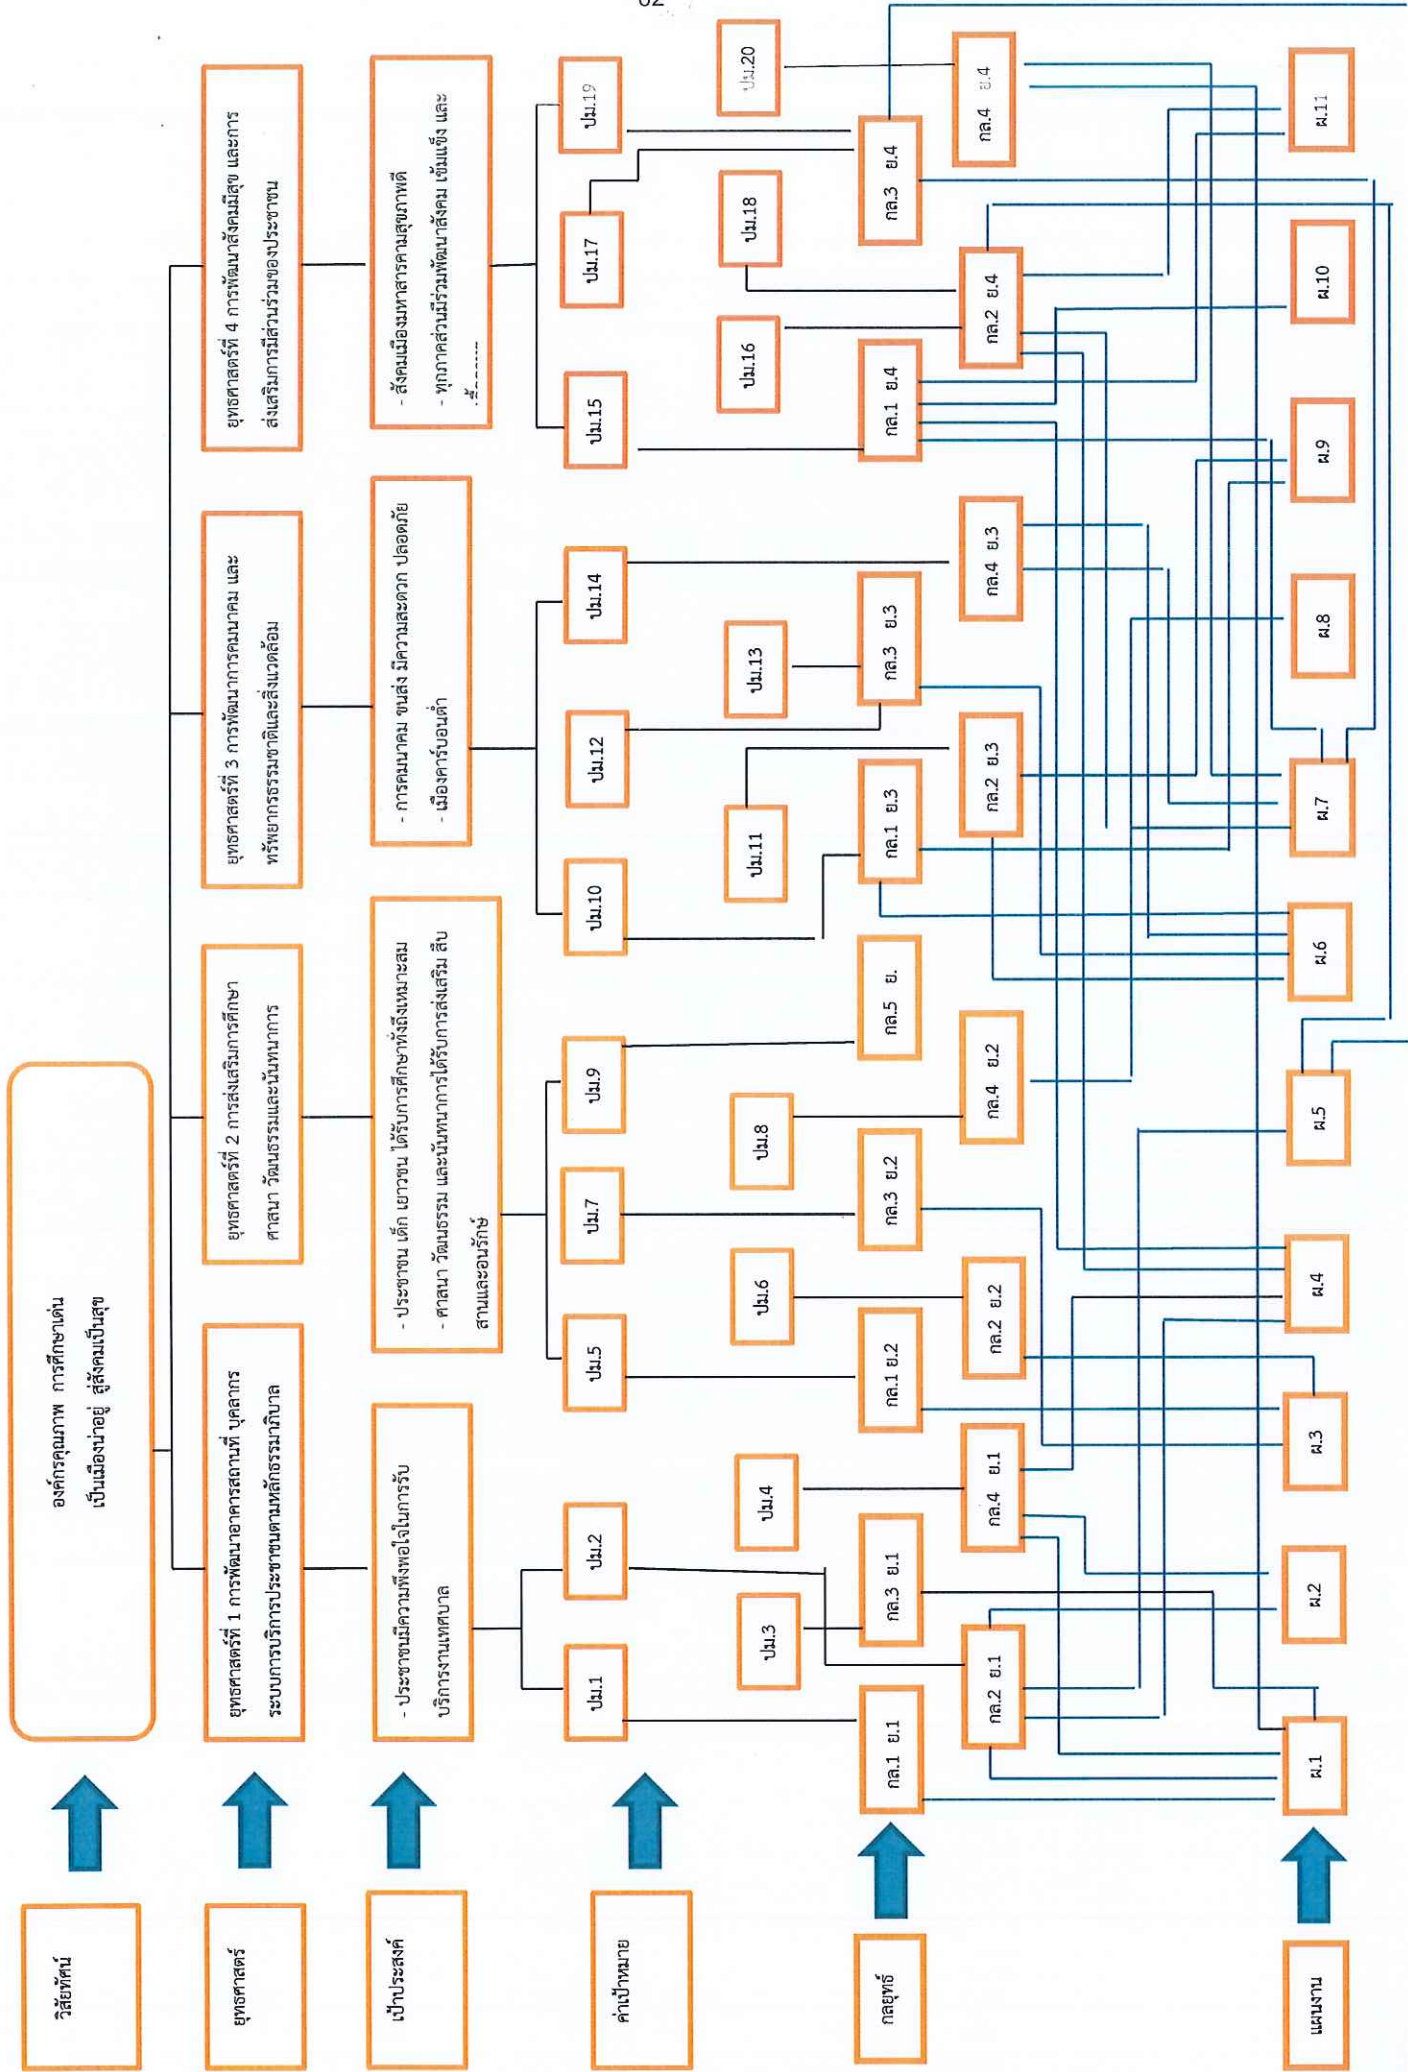 62
วิสัยทัศน์
องค์กรคุณภาพ การศึกษาเด่น
เป็นเมืองน่าอยู่ สู่สังคมเป็นสุข
ยุทธศาสตร์
ยุทธศาสตร์ที่ 1 การพัฒนาอาคารสถานที่ บุคลากร
ระบบการบริการประชาชนตามหลักธรรมาภิบาล
ยุทธศาสตร์ที่ 2 การส่งเสริมการศึกษา
ศาสนา วัฒนธรรมและนันทนาการ
ยุทธศาสตร์ที่ 3 การพัฒนาการคมนาคม และ
ทรัพยากรธรรมชาติและสิ่งแวดล้อม
ยุทธศาสตร์ที่ 4 การพัฒนาสังคมมีสุข และการ
ส่งเสริมการมีส่วนร่วมของประชาชน
เป้าประสงค์
- ประชาชนมีความพึงพอใจในการรับ
บริการงานเทศบาล
- ประชาชน เด็ก เยาวชน ได้รับการศึกษาทั่งถึงเหมาะสม
- ศาสนา วัฒนธรรม และนันทนาการได้รับการส่งเสริม สืบ
สานและอนรักษ์
- การคมนาคม ขนส่ง มีความสะดวก ปลอดภัย
- เมืองคาร์บอนต่ำ
- สังคมเมืองมหาสารคามสุขภาพดี
- ทุกภาคส่วนมีร่วมพัฒนาสังคม เข้มแข็ง และ
ค่าเป้าหมาย
ปม.1
ปม.2
ปม.5
ปม.7
ปม.9
ปม.10
ปม.12
ปม.14
ปม.15
ปม.17
ปม.19
ปม.3
ปม.4
ปม.6
ปม.8
ปม.11
ปม.13
ปม.16
ปม.18
ปม.20
กลยุทธ์
กล.1 ย.1
กล.3 ย.1
กล.1 ย.2
กล.3 ย.2
กล.5 ย.
กล.1 ย.3
กล.3 ย.3
กล.1 ย.4
กล.3 ย.4
กล.2 ย.1
กล.4 ย.1
กล.2 ย.2
กล.4 ย.2
กล.2 ย.3
กล.4 ย.3
กล.2 ย.4
กล.4 ย.4
แผนงาน
ผ.1
ผ.2
ผ.3
ผ.4
ผ.5
ผ.6
ผ.7
ผ.8
ผ.9
ผ.10
ผ.11